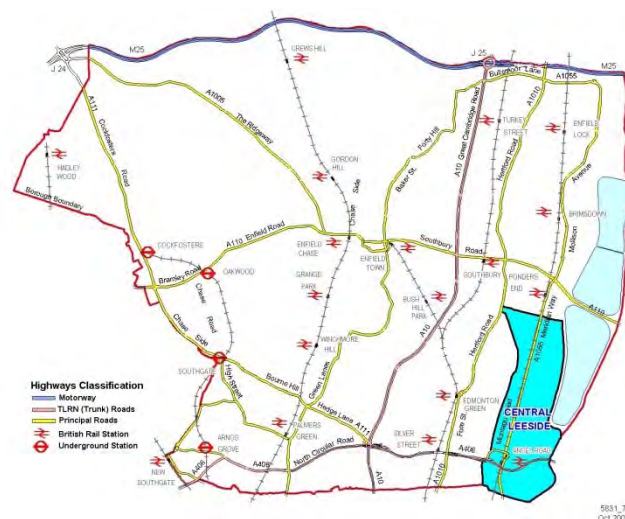 M25
J 24
CREWS HILL
J 25
Bullsmoor Lane
A1055
M25
A111
A1005
The Ridgeway
Cockfosters Road
HADLEY WOOD
Borough Boundary
GORDON HILL
Forty Hill
Baker St.
A10 Great Cambridge Road
TURKEY STREET
A1010
Hertford Road
ENFIELD LOCK
Avenue
Mollison
BRIMSDOWN
Chase Side
COCKFOSTERS
A110 Enfield Road
ENFIELD CHASE
ENFIELD TOWN
Southbury Road
SOUTHBURY
PONDERS END
A110
Bramley Road
OAKWOOD
Chase Road
GRANGE PARK
BUSH HILL PARK
A10
Hertford Road
A1055 Meridian Way
Chase Side
WINCHMORE HILL
SOUTHGATE
High Street
Bourne Hill
Green Lanes
Hedge Lane A111
EDMONTON GREEN
Fore St.
CENTRAL LEESIDE
Highways Classification
Motorway
TLRN (Trunk) Roads
Principal Roads
British Rail Station
Underground Station
ARNOS GROVE
PALMERS GREEN
SILVER STREET
ANGEL ROAD
North Circular Road
A406
A406
A406
NEW SOUTHGATE
A10
A1010